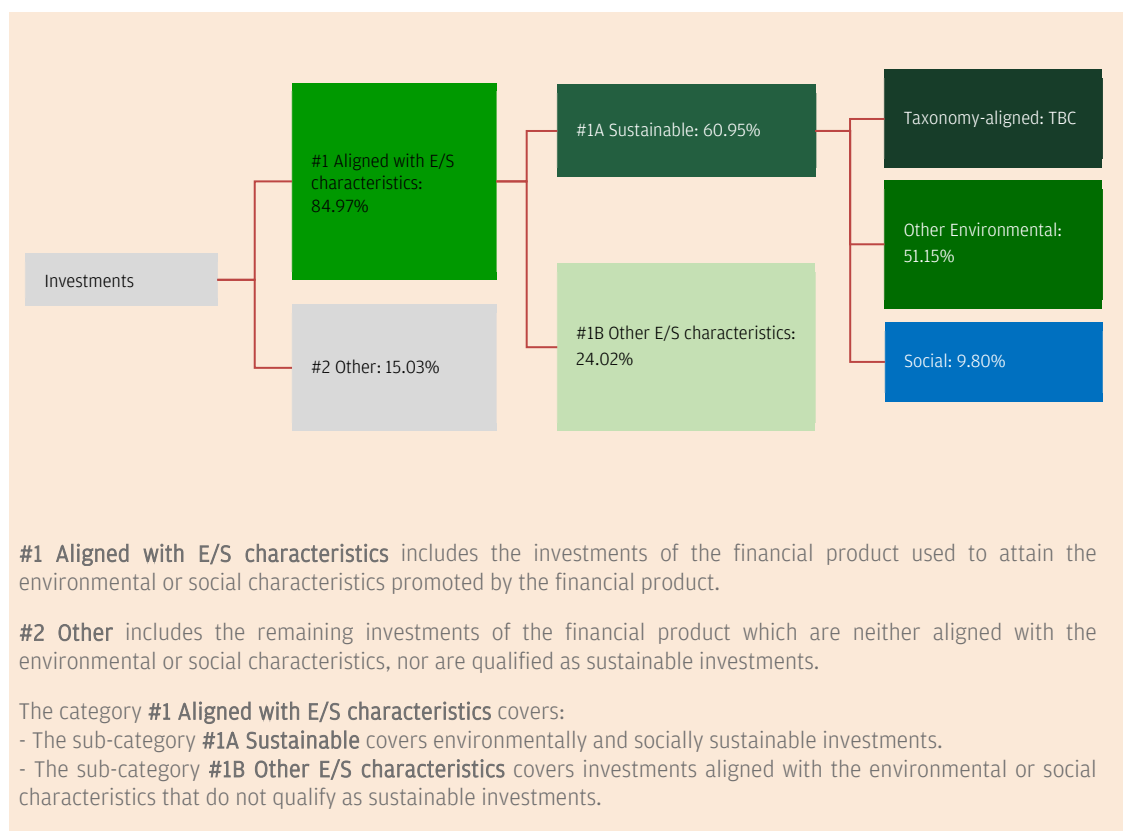 Investments
#1 Aligned with E/S
characteristics:
84.97%
#2 Other: 15.03%
#1A Sustainable: 60.95%
#1B Other E/S characteristics:
24.02%
Taxonomy-aligned: TBC
Other Environmental:
51.15%
Social: 9.80%
#1 Aligned with E/S characteristics includes the investments of the financial product used to attain the
environmental or social characteristics promoted by the financial product.
#2 Other includes the remaining investments of the financial product which are neither aligned with the
environmental or social characteristics, nor are qualified as sustainable investments.
The category #1 Aligned with E/S characteristics covers:
- The sub-category #1A Sustainable covers environmentally and socially sustainable investments.
- The sub-category #1B Other E/S characteristics covers investments aligned with the environmental or social
characteristics that do not qualify as sustainable investments.